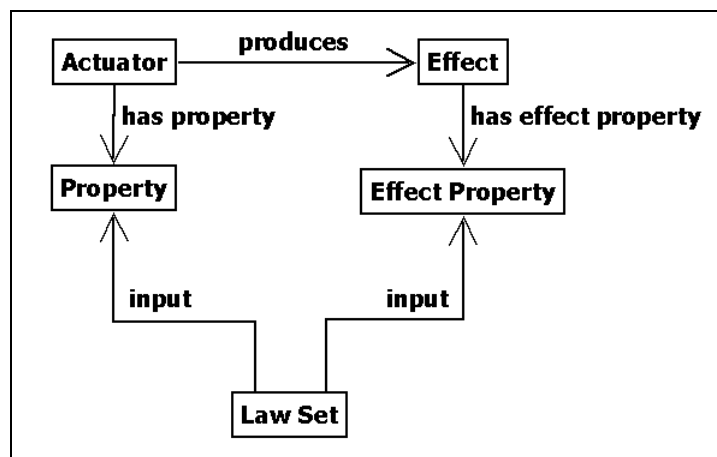 produces
Actuator
Effect
has property
has effect property
Property
Effect Property
input
input
Law Set